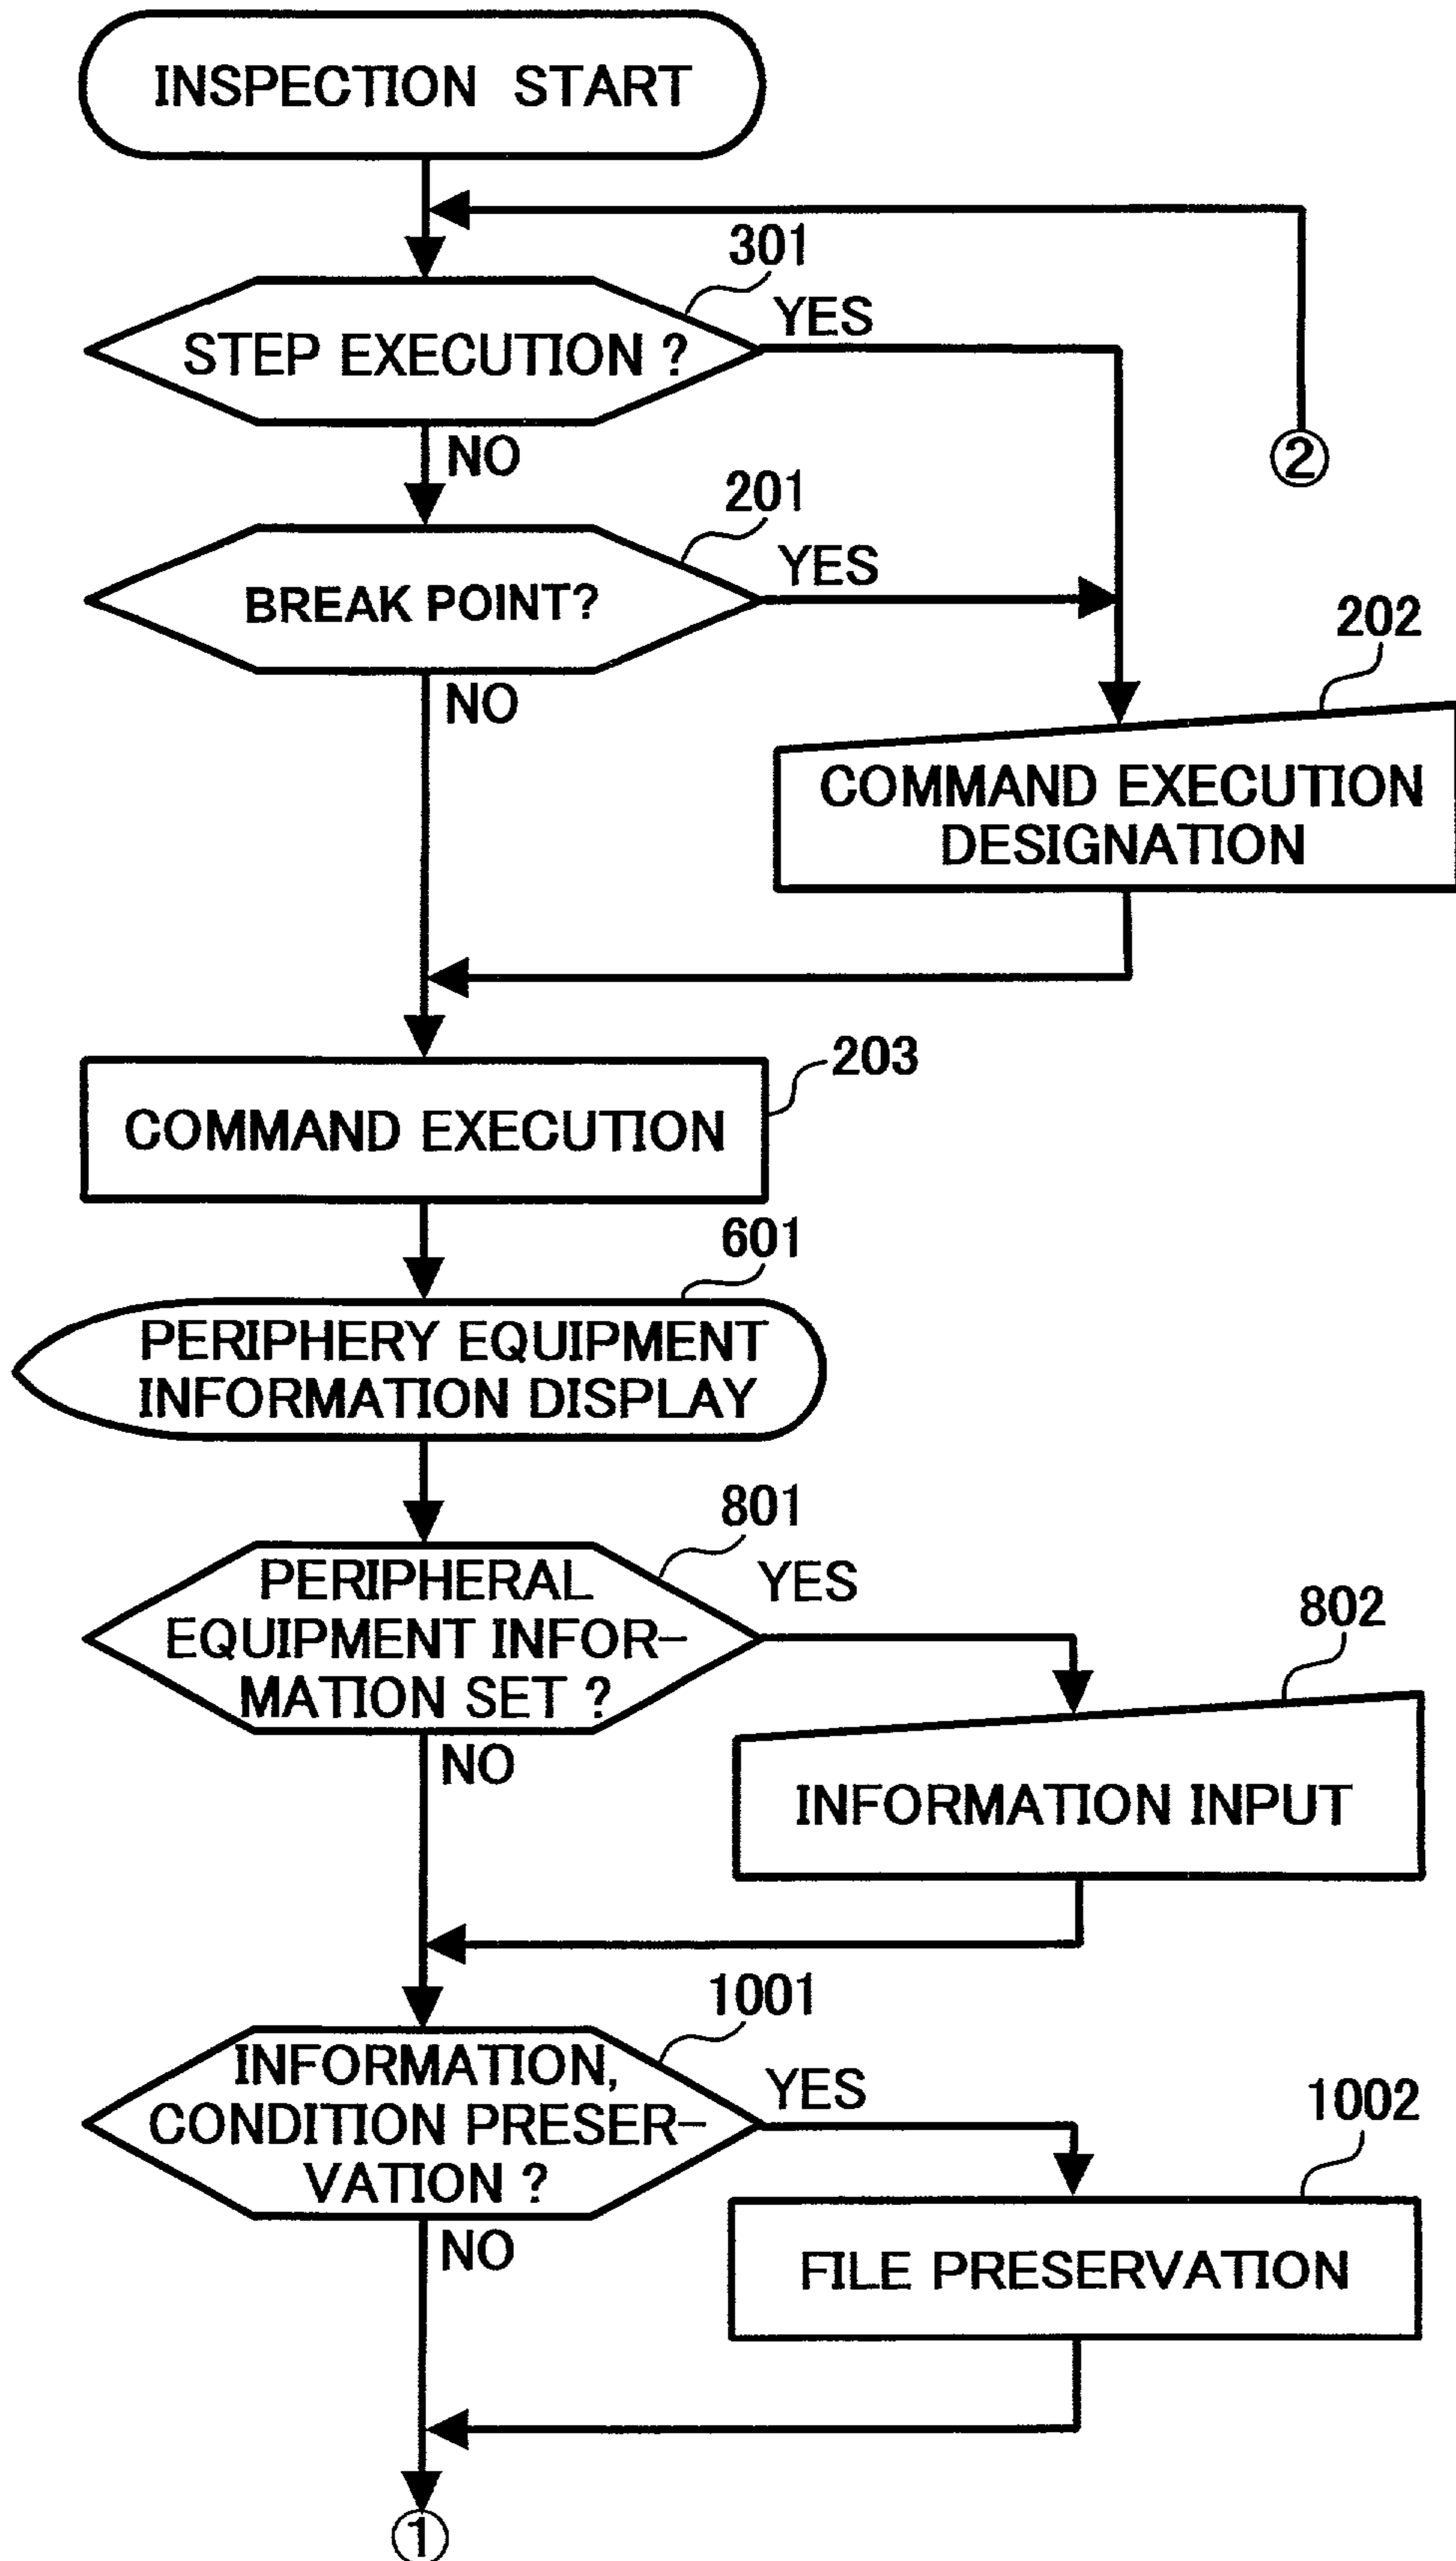 INSPECTION START
301
STEP EXECUTION ?
YES
NO
②
201
BREAK POINT?
YES
NO
202
COMMAND EXECUTION
DESIGNATION
203
COMMAND EXECUTION
601
PERIPHERY EQUIPMENT
INFORMATION DISPLAY
801
PERIPHERAL
EQUIPMENT INFOR-
MATION SET ?
YES
NO
802
INFORMATION INPUT
1001
INFORMATION,
CONDITION PRESER-
VATION ?
YES
NO
1002
FILE PRESERVATION
①